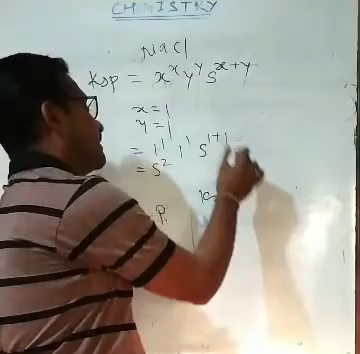 CHEMISTRY
NaCl
Ksp = x^x y^y s^x+y
x = 1
y = 1
= 1^1 1^1 s^1+1
= s^2
P.